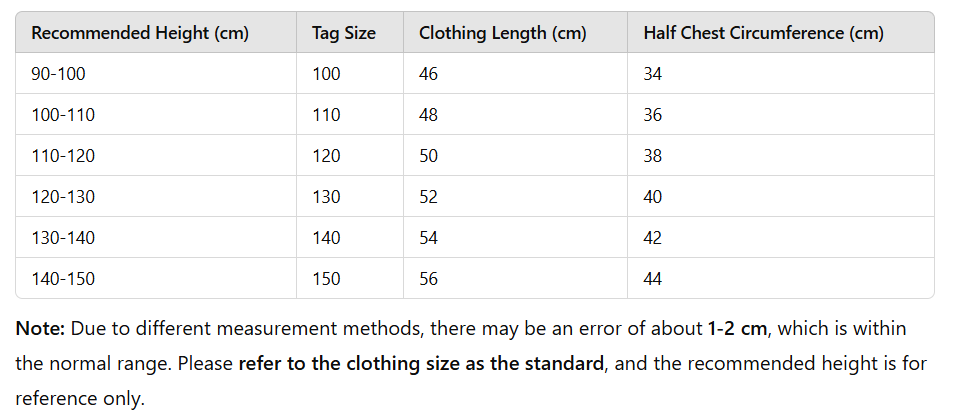 Recommended Height (cm) Tag Size Clothing Length (cm) Half Chest Circumference (cm)
90-100 100 46 34
100-110 110 48 36
110-120 120 50 38
120-130 130 52 40
130-140 140 54 42
140-150 150 56 44
Note: Due to different measurement methods, there may be an error of about 1-2 cm, which is within
the normal range. Please refer to the clothing size as the standard, and the recommended height is for
reference only.